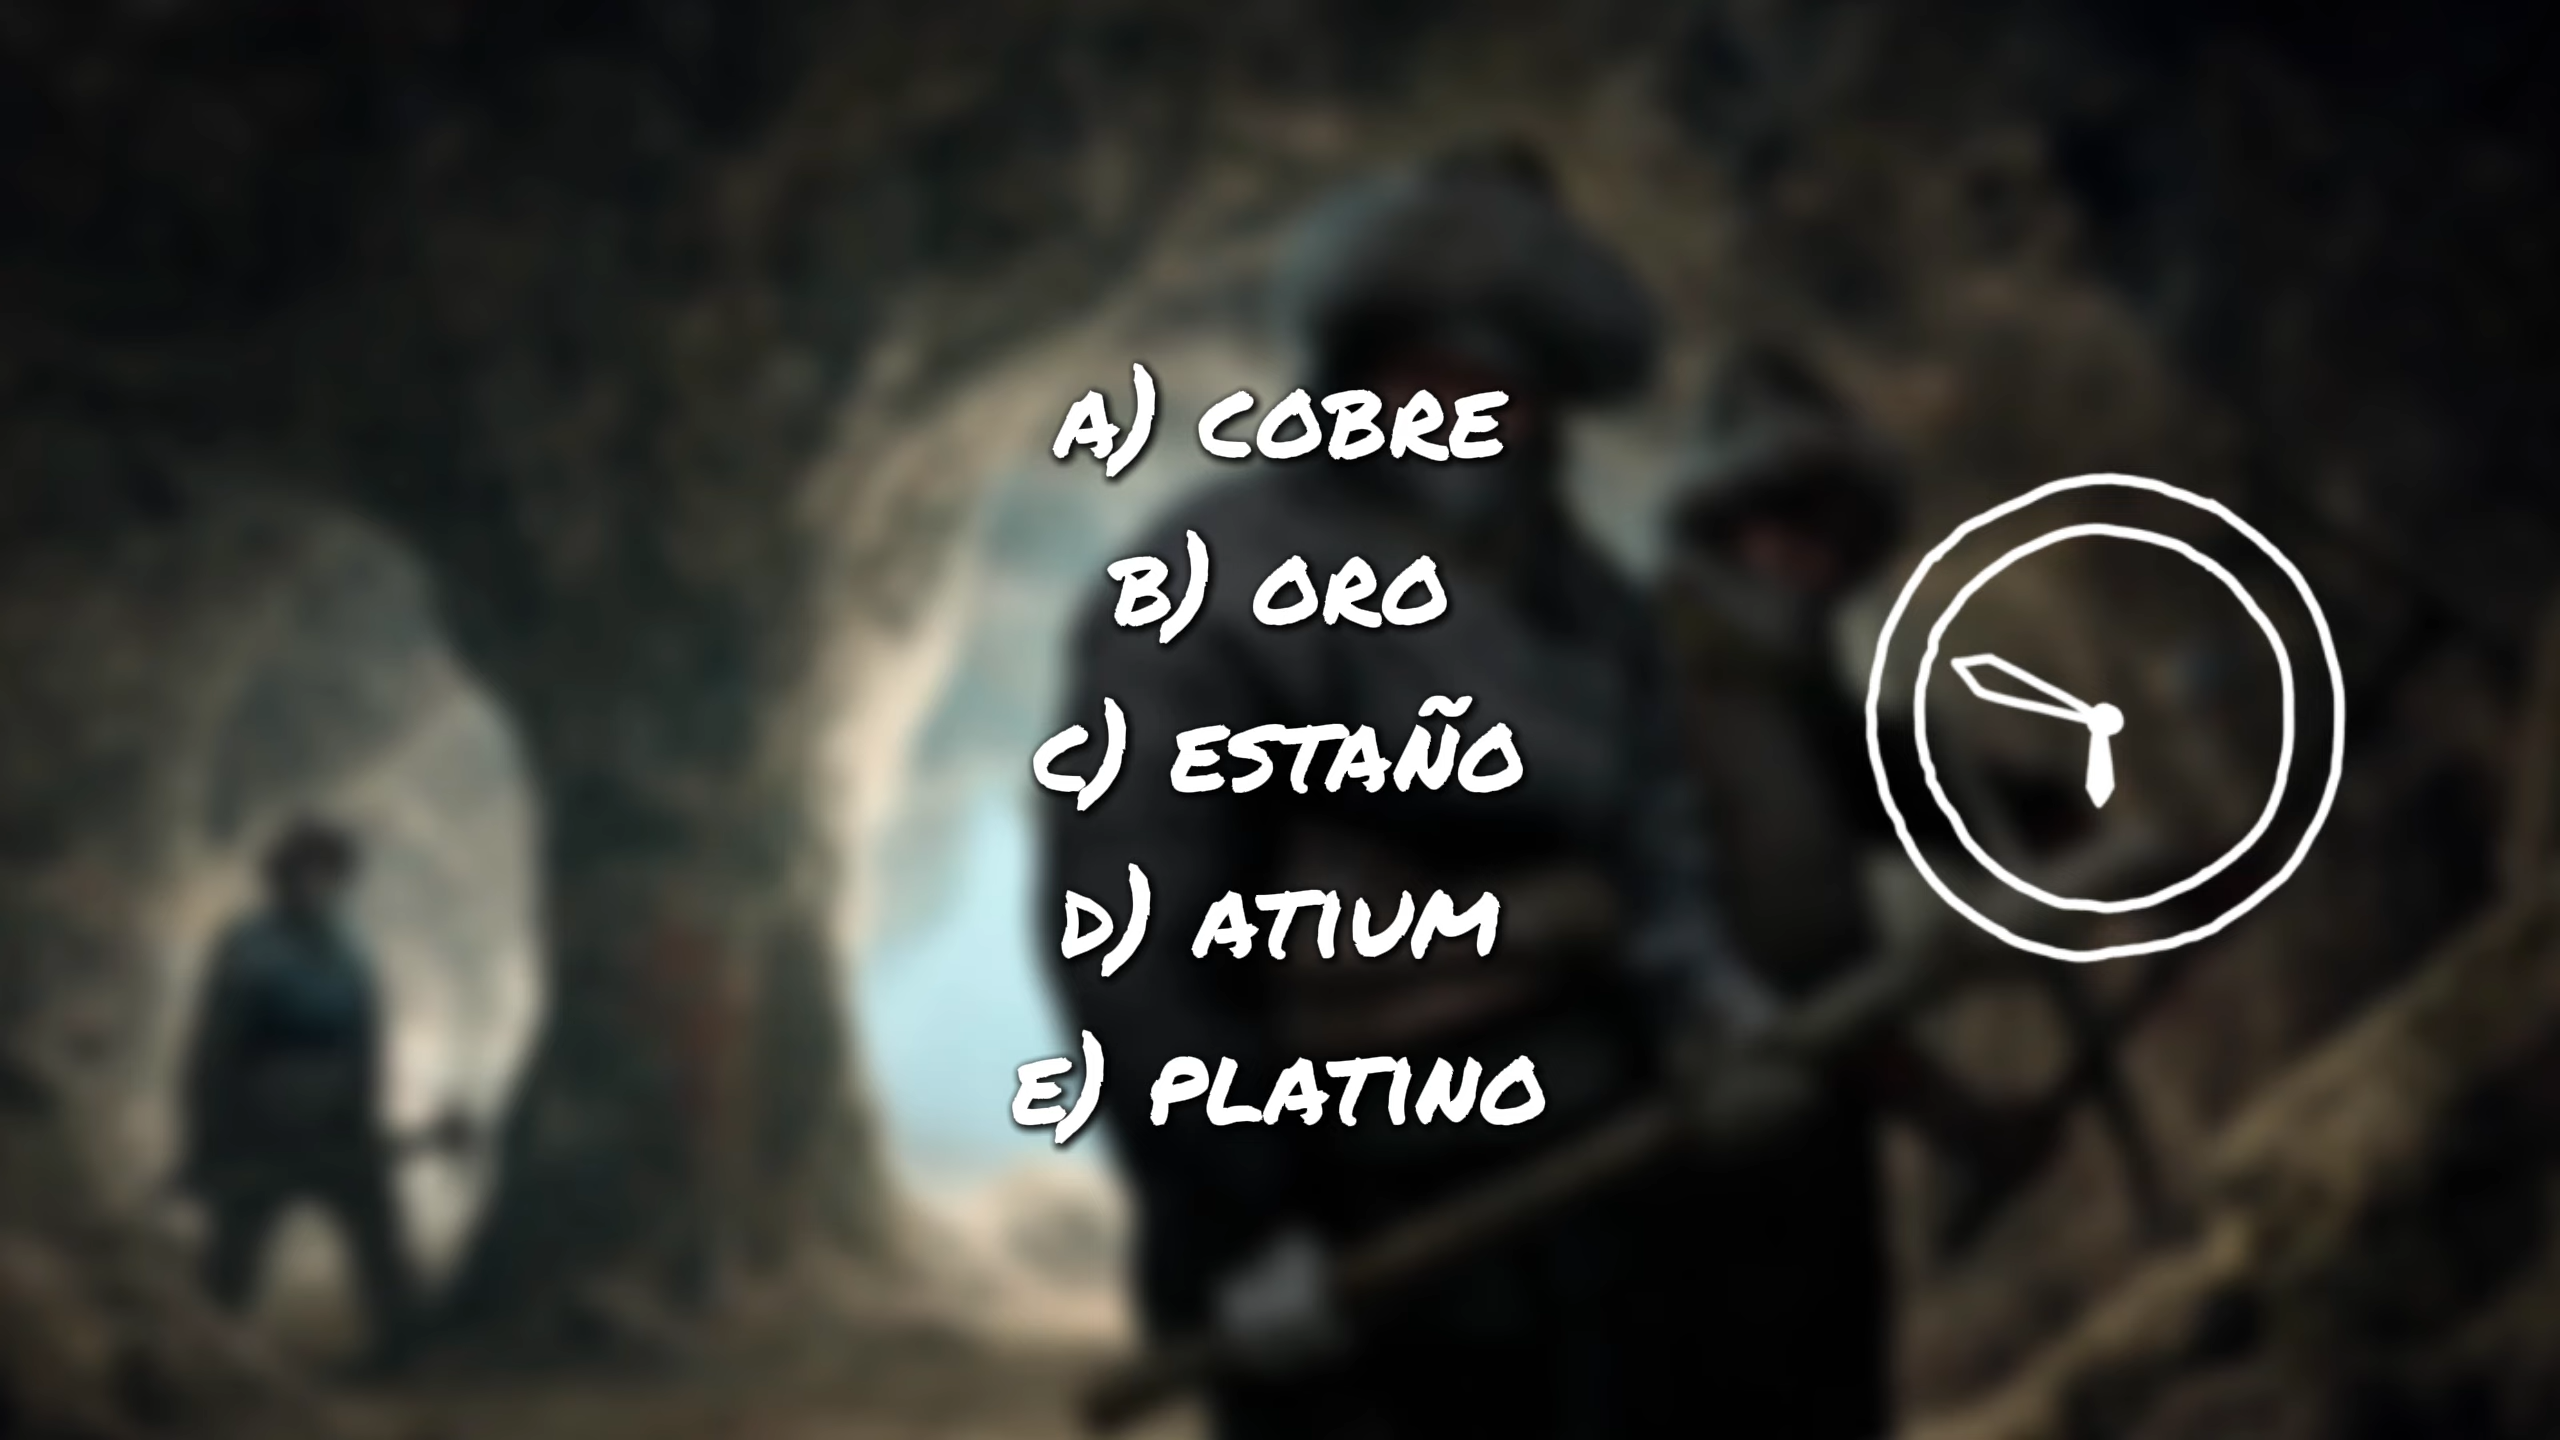 A) COBRE
B) ORO
C) ESTAÑO
D) ATIUM
E) PLATINO